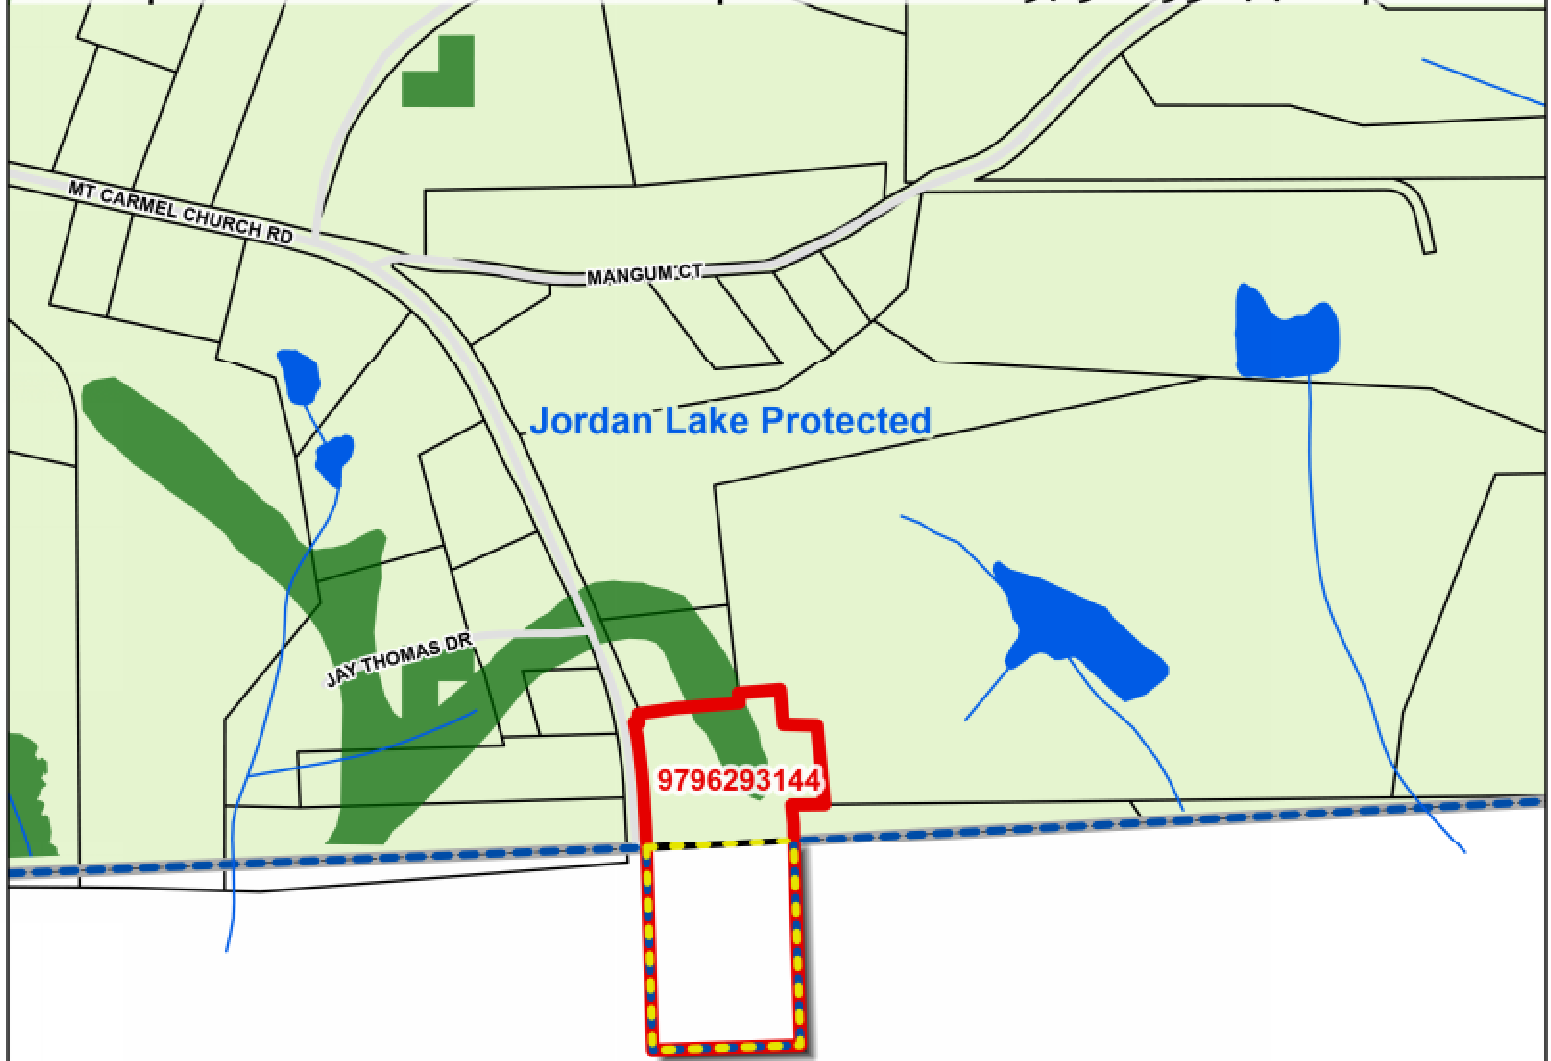 MT CARMEL CHURCH RD
MANGUM CT
Jordan Lake Protected
JAY THOMAS DR
9796293144